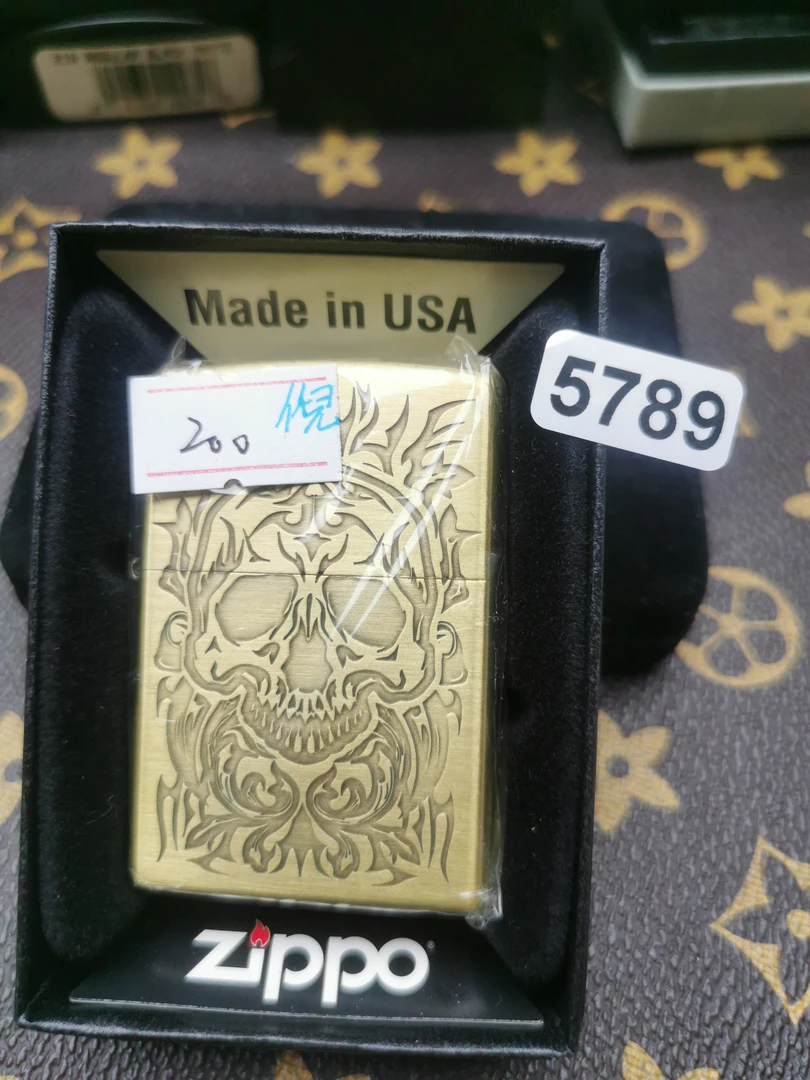 Made in USA
倪
200
5789
zippo